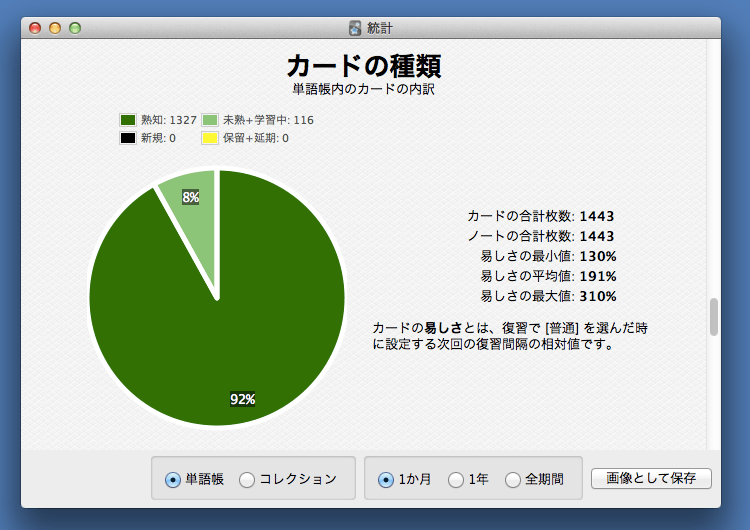 統計
カードの種類
単語帳内のカードの内訳
熟知: 1327 未熟+学習中: 116
新規: 0 保留+延期: 0
8%
92%
カードの合計枚数: 1443
ノートの合計枚数: 1443
易しさの最小値: 130%
易しさの平均値: 191%
易しさの最大値: 310%
カードの易しさとは、復習で [普通] を選んだ時
に設定する次回の復習間隔の相対値です。
単語帳 コレクション 1か月 1年 全期間 画像として保存